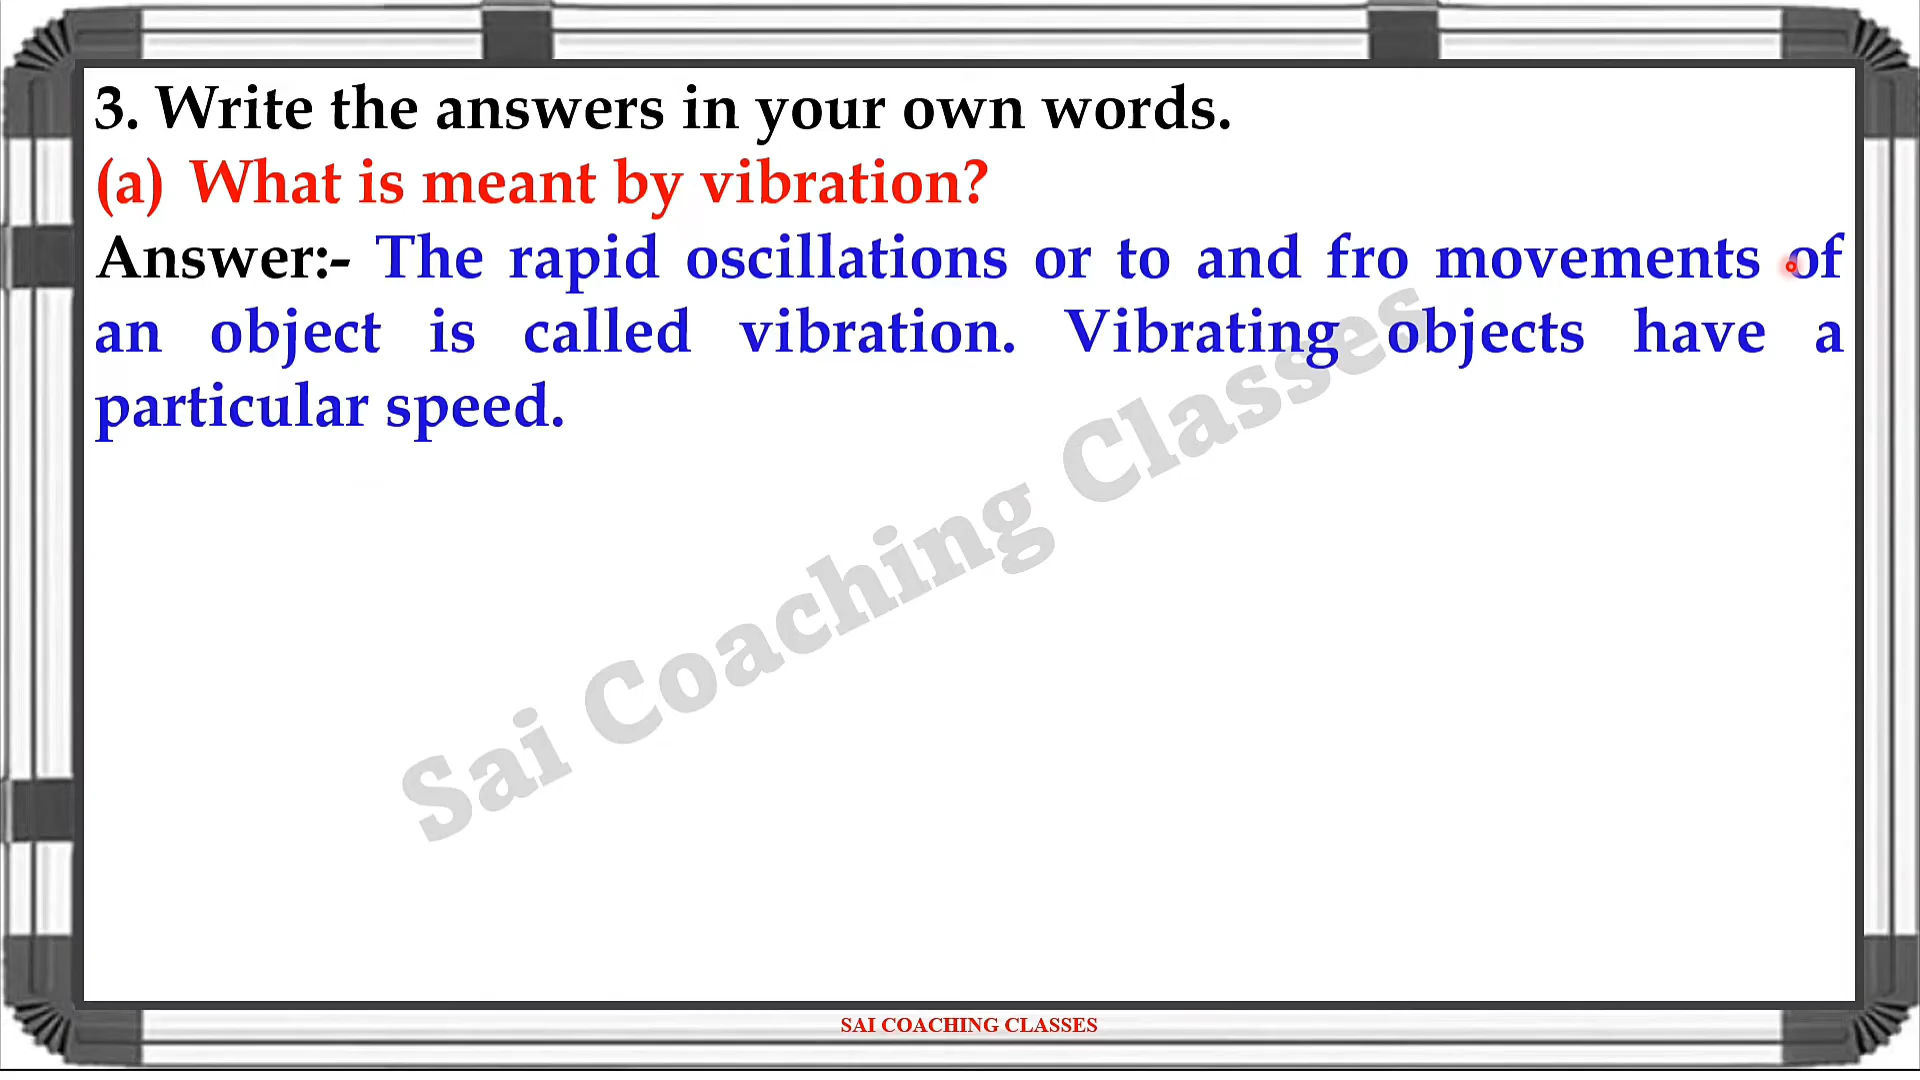 3. Write the answers in your own words.
(a) What is meant by vibration?
Answer:- The rapid oscillations or to and fro movements of
an object is called vibration. Vibrating objects have a
particular speed.
Sai Coaching Classes
SAI COACHING CLASSES